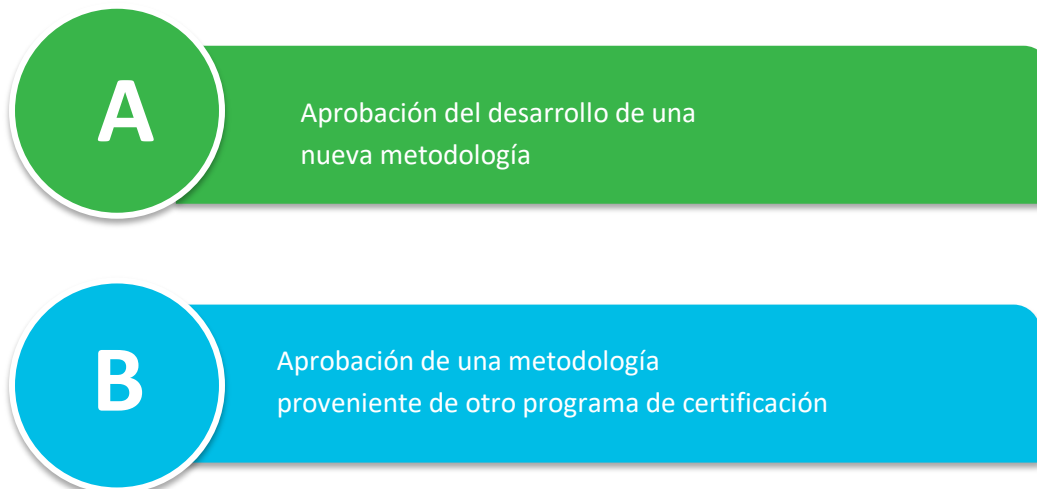 A
Aprobación del desarrollo de una
nueva metodología
B
Aprobación de una metodología
proveniente de otro programa de certificación